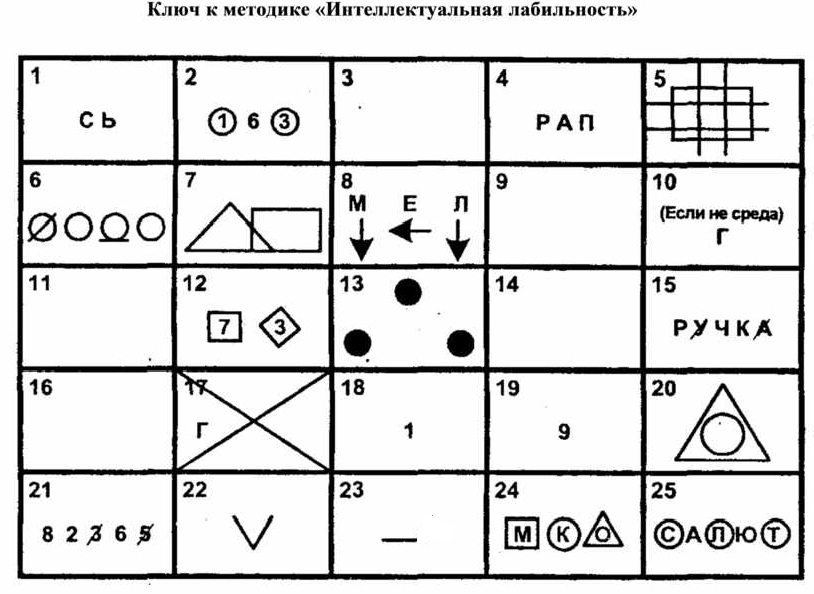 Ключ к методике «Интеллектуальная лабильность»
1 2 3 4 5
С Ь 1 6 3 Р А П
6 7 8 9 10
М Е Л (Если не среда)
Г
11 12 13 14 15
7 3 Р У Ч К А
16 17 18 19 20
Г 1 9
21 22 23 24 25
8 2 3 6 5 М К О С А Л Ю Т